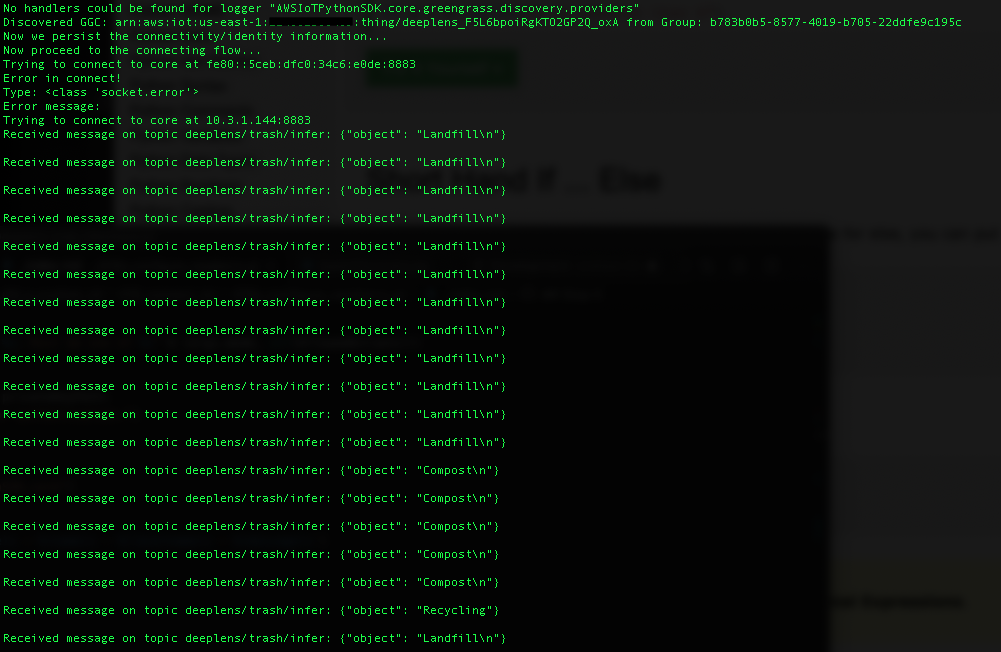 No handlers could be found for logger "AWSIoTPythonSDK.core.greengrass.discovery.providers"
Discovered GGC: arn:aws:iot:us-east-1: :thing/deeplens_F5L6bpoiRgKTO2GP2Q_oxA from Group: b783b0b5-8577-4019-b705-22ddfe9c195c
Now we persist the connectivity/identity information...
Now proceed to the connecting flow...
Trying to connect to core at fe80::5ceb:dfc0:34c6:e0de:8883
Error in connect!
Type: <class 'socket.error'>
Error message:
Trying to connect to core at 10.3.1.144:8883
Received message on topic deeplens/trash/infer: {"object": "Landfill\n"}
Received message on topic deeplens/trash/infer: {"object": "Landfill\n"}
Received message on topic deeplens/trash/infer: {"object": "Landfill\n"}
Received message on topic deeplens/trash/infer: {"object": "Landfill\n"}
Received message on topic deeplens/trash/infer: {"object": "Landfill\n"}
Received message on topic deeplens/trash/infer: {"object": "Landfill\n"}
Received message on topic deeplens/trash/infer: {"object": "Landfill\n"}
Received message on topic deeplens/trash/infer: {"object": "Landfill\n"}
Received message on topic deeplens/trash/infer: {"object": "Landfill\n"}
Received message on topic deeplens/trash/infer: {"object": "Landfill\n"}
Received message on topic deeplens/trash/infer: {"object": "Landfill\n"}
Received message on topic deeplens/trash/infer: {"object": "Landfill\n"}
Received message on topic deeplens/trash/infer: {"object": "Compost\n"}
Received message on topic deeplens/trash/infer: {"object": "Compost\n"}
Received message on topic deeplens/trash/infer: {"object": "Compost\n"}
Received message on topic deeplens/trash/infer: {"object": "Compost\n"}
Received message on topic deeplens/trash/infer: {"object": "Compost\n"}
Received message on topic deeplens/trash/infer: {"object": "Recycling"}
Received message on topic deeplens/trash/infer: {"object": "Landfill\n"}